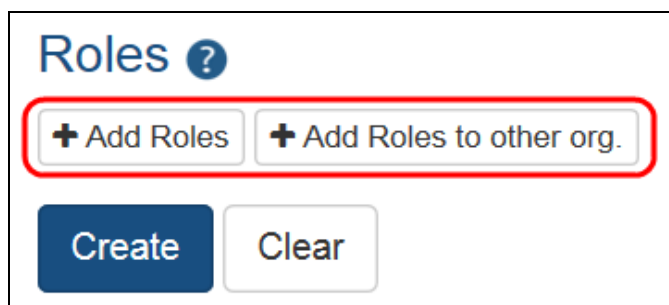 Roles ?
+ Add Roles + Add Roles to other org.
Create Clear